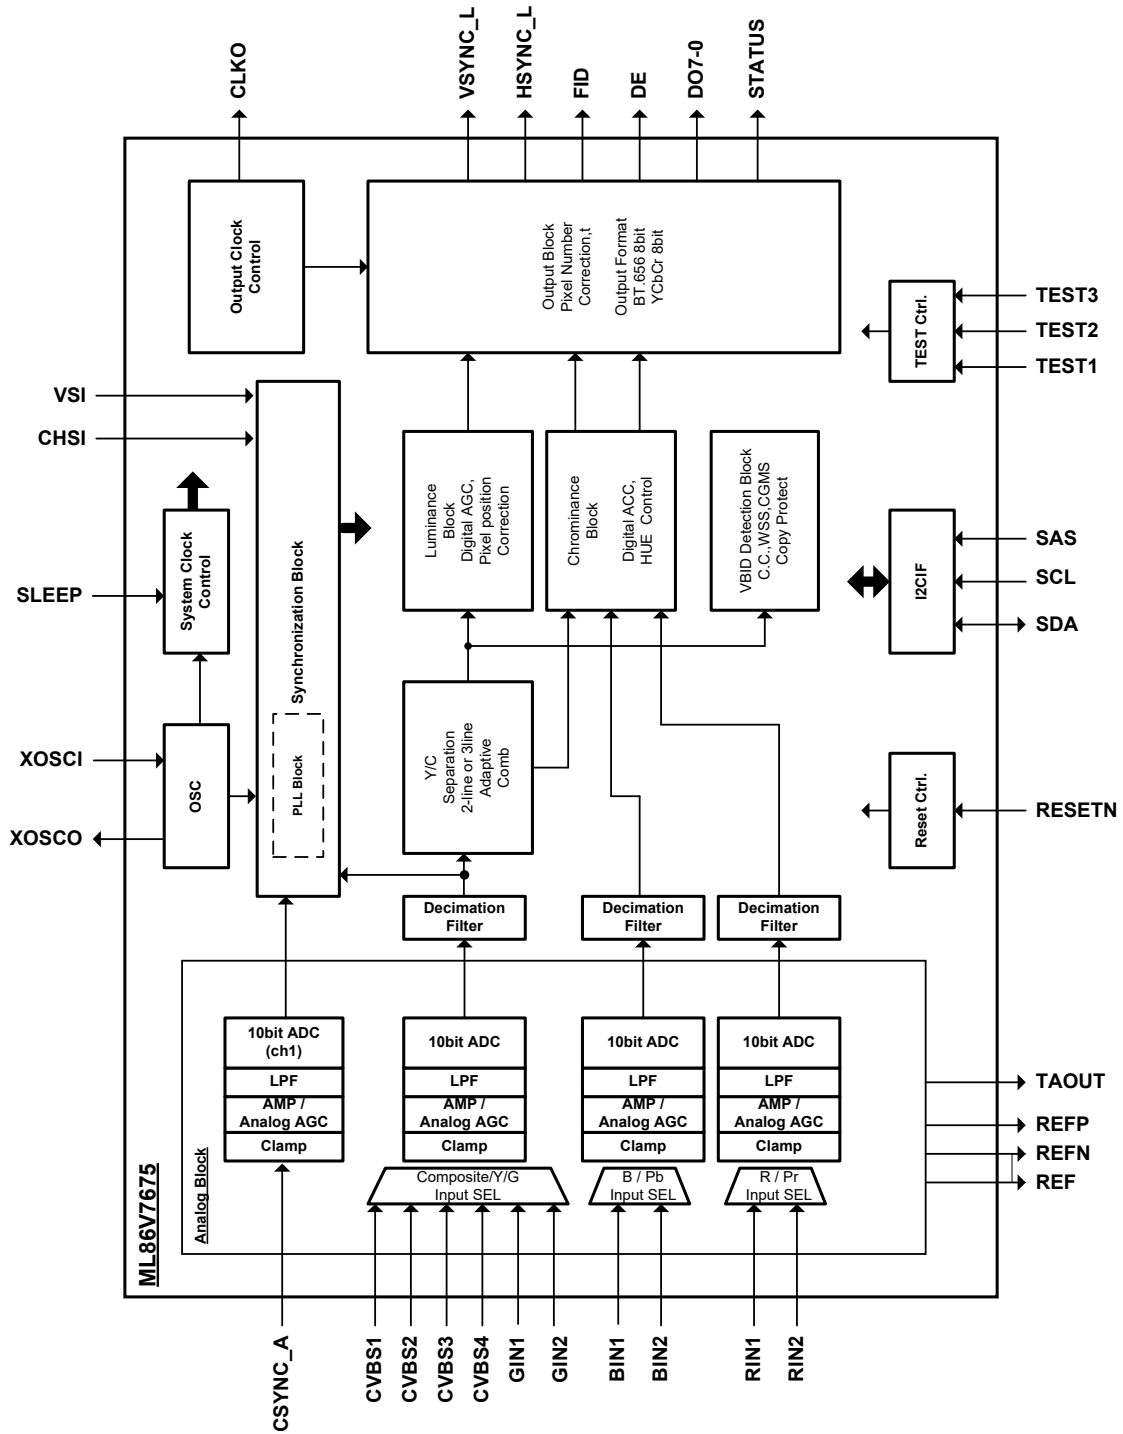 CLKO
VSYNC_L
HSYNC_L
FID
DE
DO7-0
STATUS
Output Clock
Control
Output Block
Pixel Number
Correction,t
Output Format
BT.656 8bit
YCbCr 8bit
VSI
CHSI
SLEEP
XOSCI
XOSCO
System Clock
Control
OSC
Synchronization Block
PLL Block
Luminance
Block
Digital AGC,
Pixel position
Correction
Chrominance
Block
Digital ACC,
HUE Control
VBID Detection Block
C.C.,WSS,CGMS
Copy Protect
Y/C
Separation
2-line or 3line
Adaptive
Comb
TEST Ctrl.
TEST3
TEST2
TEST1
I2CIF
SAS
SCL
SDA
Reset Ctrl.
RESETN
Decimation
Filter
Decimation
Filter
Decimation
Filter
10bit ADC
(ch1)
LPF
AMP /
Analog AGC
Clamp
10bit ADC
LPF
AMP /
Analog AGC
Clamp
Composite/Y/G
Input SEL
10bit ADC
LPF
AMP /
Analog AGC
Clamp
B / Pb
Input SEL
10bit ADC
LPF
AMP /
Analog AGC
Clamp
R / Pr
Input SEL
TAOUT
REFP
REFN
REF
Analog Block
ML86V7675
CSYNC_A
CVBS1
CVBS2
CVBS3
CVBS4
GIN1
GIN2
BIN1
BIN2
RIN1
RIN2